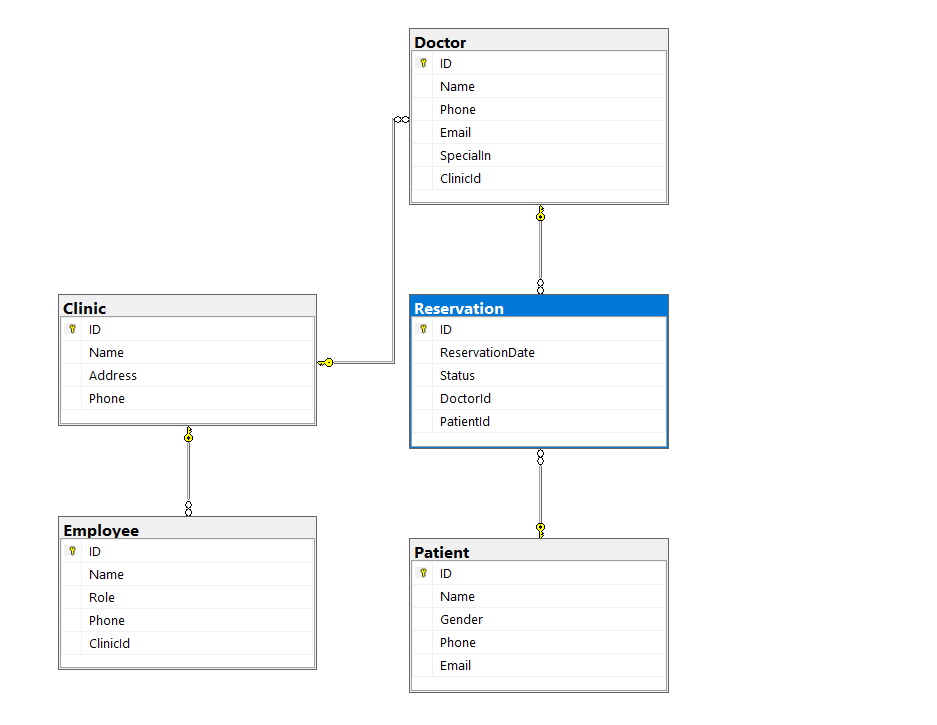 Doctor
ID
Name
Phone
Email
SpecialIn
ClinicId
Clinic
ID
Name
Address
Phone
Reservation
ID
ReservationDate
Status
DoctorId
PatientId
Employee
ID
Name
Role
Phone
ClinicId
Patient
ID
Name
Gender
Phone
Email